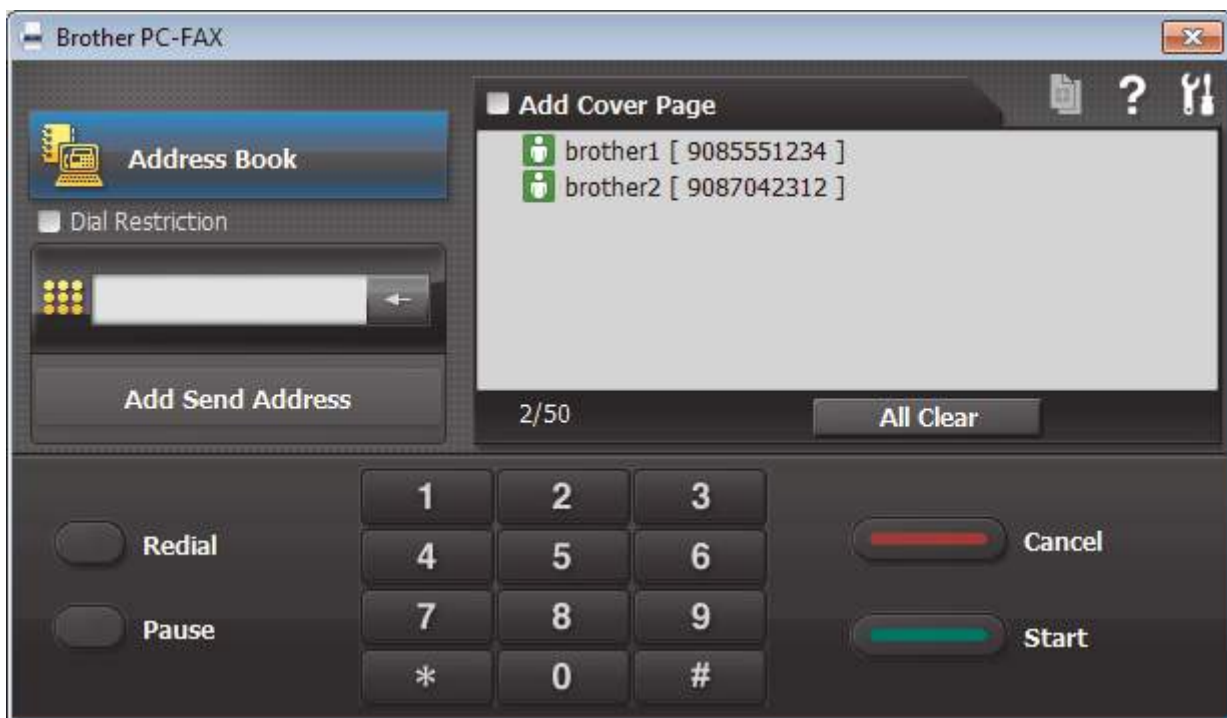 Brother PC-FAX
Address Book
Dial Restriction
Add Send Address
Add Cover Page
?
brother1 [ 9085551234 ]
brother2 [ 9087042312 ]
2/50
All Clear
Redial
Pause
1 2 3
4 5 6
7 8 9
* 0 #
Cancel
Start